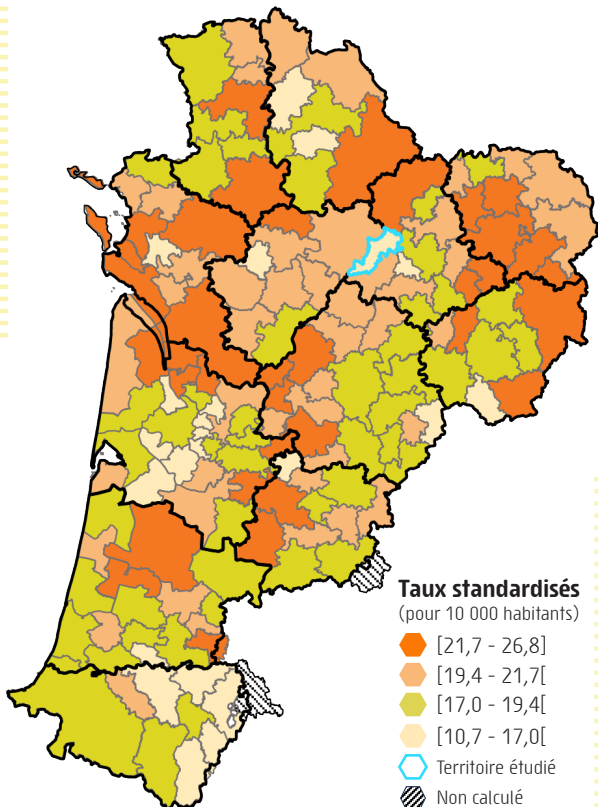 Taux standardisés
(pour 10 000 habitants)
[21,7 - 26,8]
[19,4 - 21,7[
[17,0 - 19,4[
[10,7 - 17,0[
Territoire étudié
Non calculé